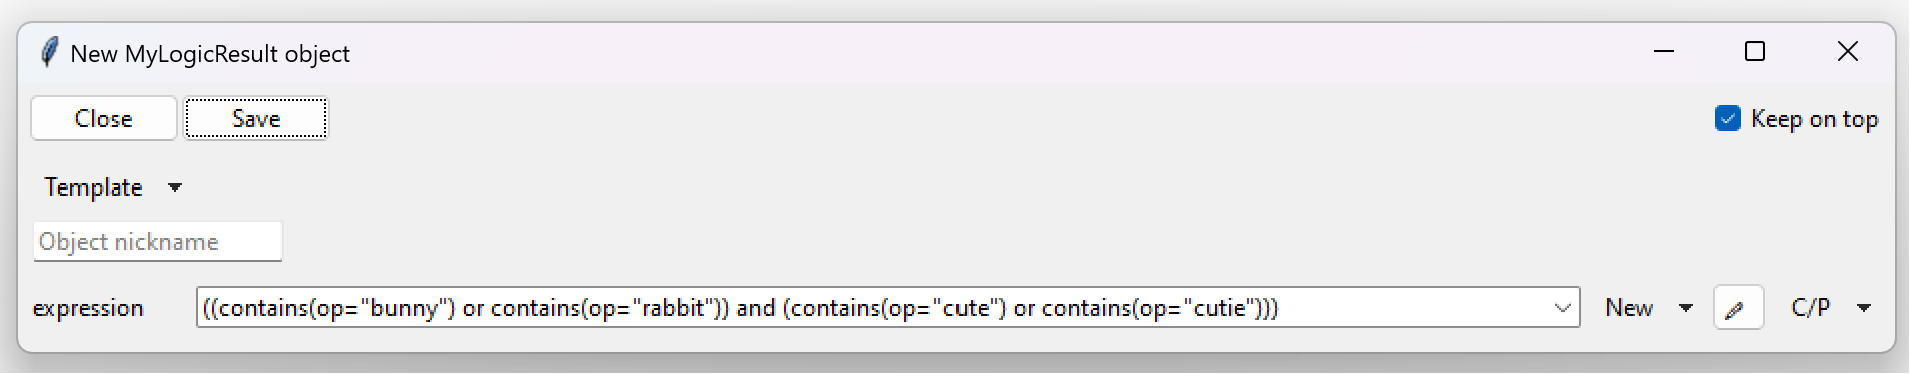 New MyLogicResult object
Close Save Keep on top
Template
Object nickname
expression ((contains(op="bunny") or contains(op="rabbit")) and (contains(op="cute") or contains(op="cutie"))) New C/P